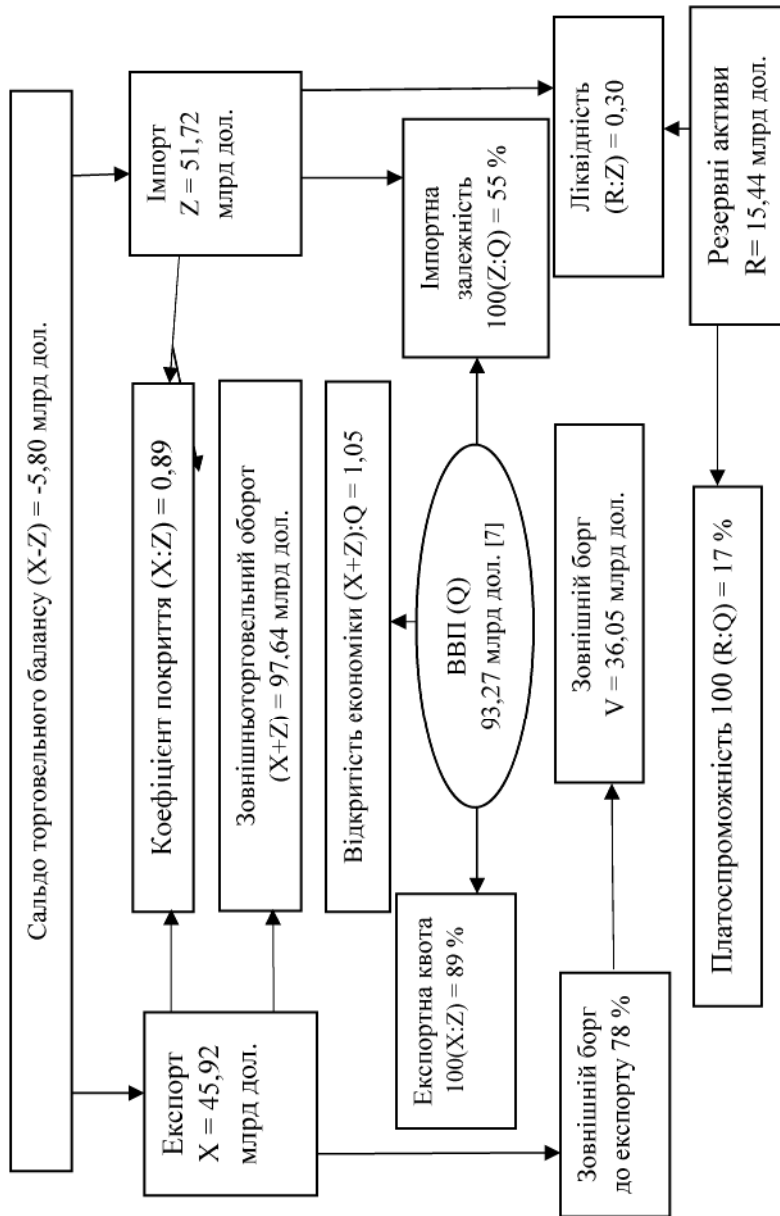 Сальдо торговельного балансу (X-Z) = -5,80 млрд дол.
Експорт
X = 45,92
млрд дол.
Коефіцієнт покриття (X:Z) = 0,89
Зовнішньоторговельний оборот
(X+Z) = 97,64 млрд дол.
Імпорт
Z = 51,72
млрд дол.
Відкритість економіки (X+Z):Q = 1,05
Експортна квота
100(X:Z) = 89 %
ВВП (Q)
93,27 млрд дол. [7]
Імпортна
залежність
100(Z:Q) = 55 %
Зовнішній борг
до експорту 78 %
Зовнішній борг
V = 36,05 млрд дол.
Ліквідність
(R:Z) = 0,30
Платоспроможність 100 (R:Q) = 17 %
Резервні активи
R= 15,44 млрд дол.